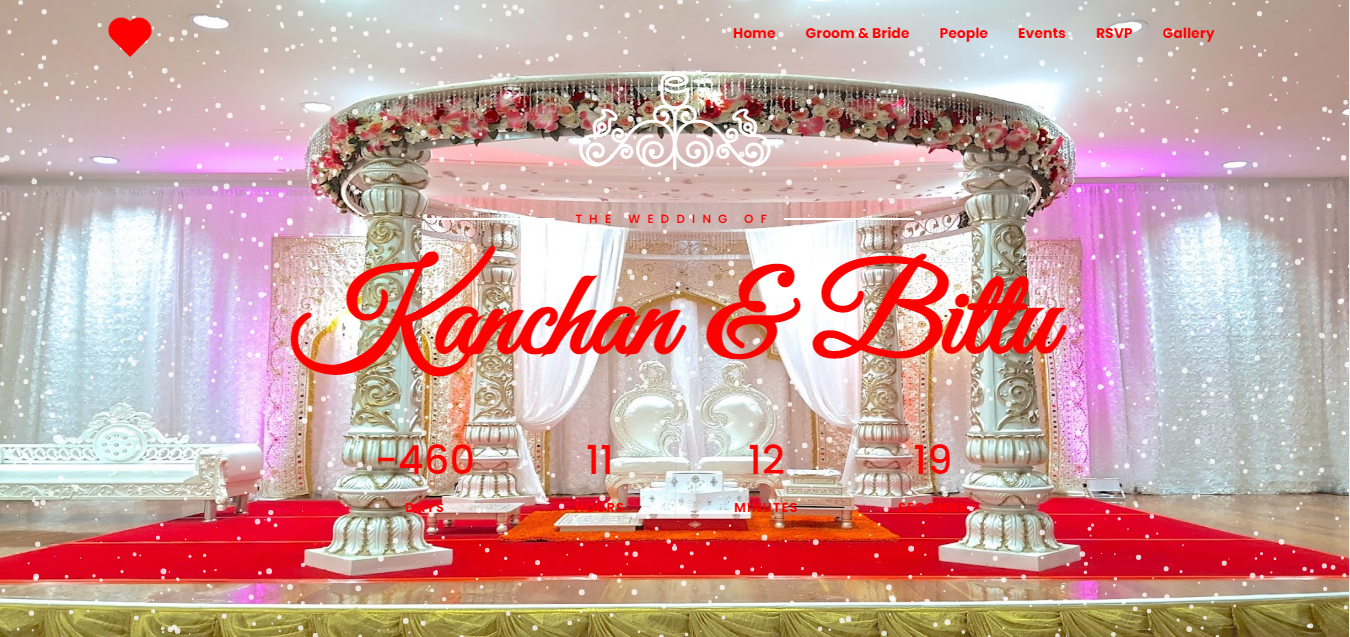 Home Groom & Bride People Events RSVP Gallery
THE WEDDING OF
Kanchan & Bittu
-460 11 12 19
DAYS HOURS MINUTES SECONDS